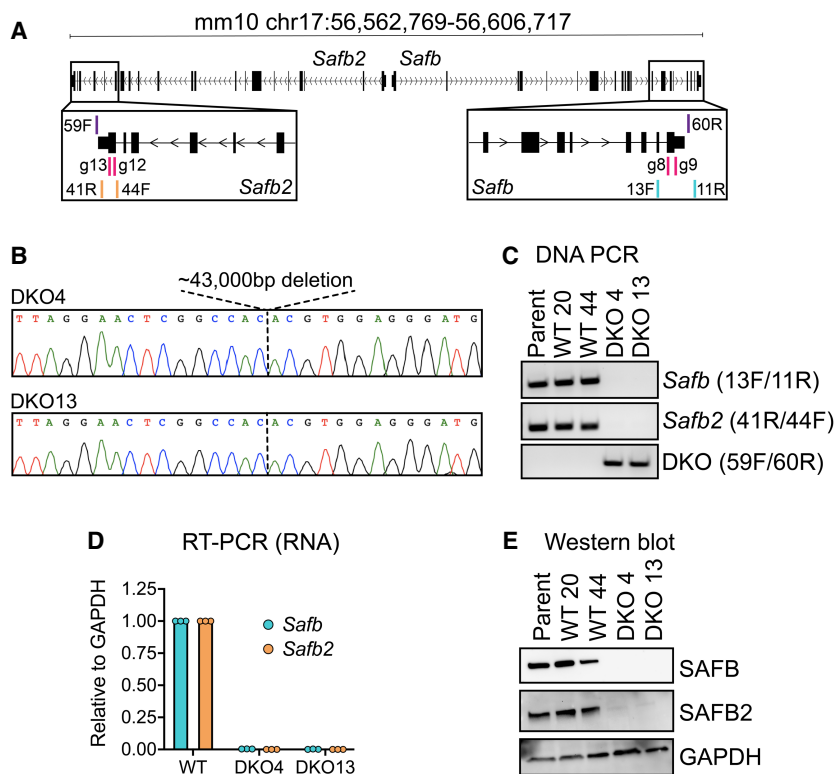 A
mm10 chr17:56,562,769-56,606,717
Safb2 Safb
59F
g13 g12
41R 44F
Safb2
60R
g8 g9
Safb
13F 11R
B
~43,000bp deletion
DKO4
T T A G G A A C T C G G C C A C A C G T G G A G G G A T G
DKO13
T T A G G A A C T C G G C C A C A C G T G G A G G G A T G
C DNA PCR
Parent
WT 20
WT 44
DKO 4
DKO 13
Safb (13F/11R)
Safb2 (41R/44F)
DKO (59F/60R)
D RT-PCR (RNA)
Relative to GAPDH
1.25
1.00
0.75
0.50
0.25
0.00
Safb
Safb2
WT DKO4 DKO13
E Western blot
Parent
WT 20
WT 44
DKO 4
DKO 13
SAFB
SAFB2
GAPDH